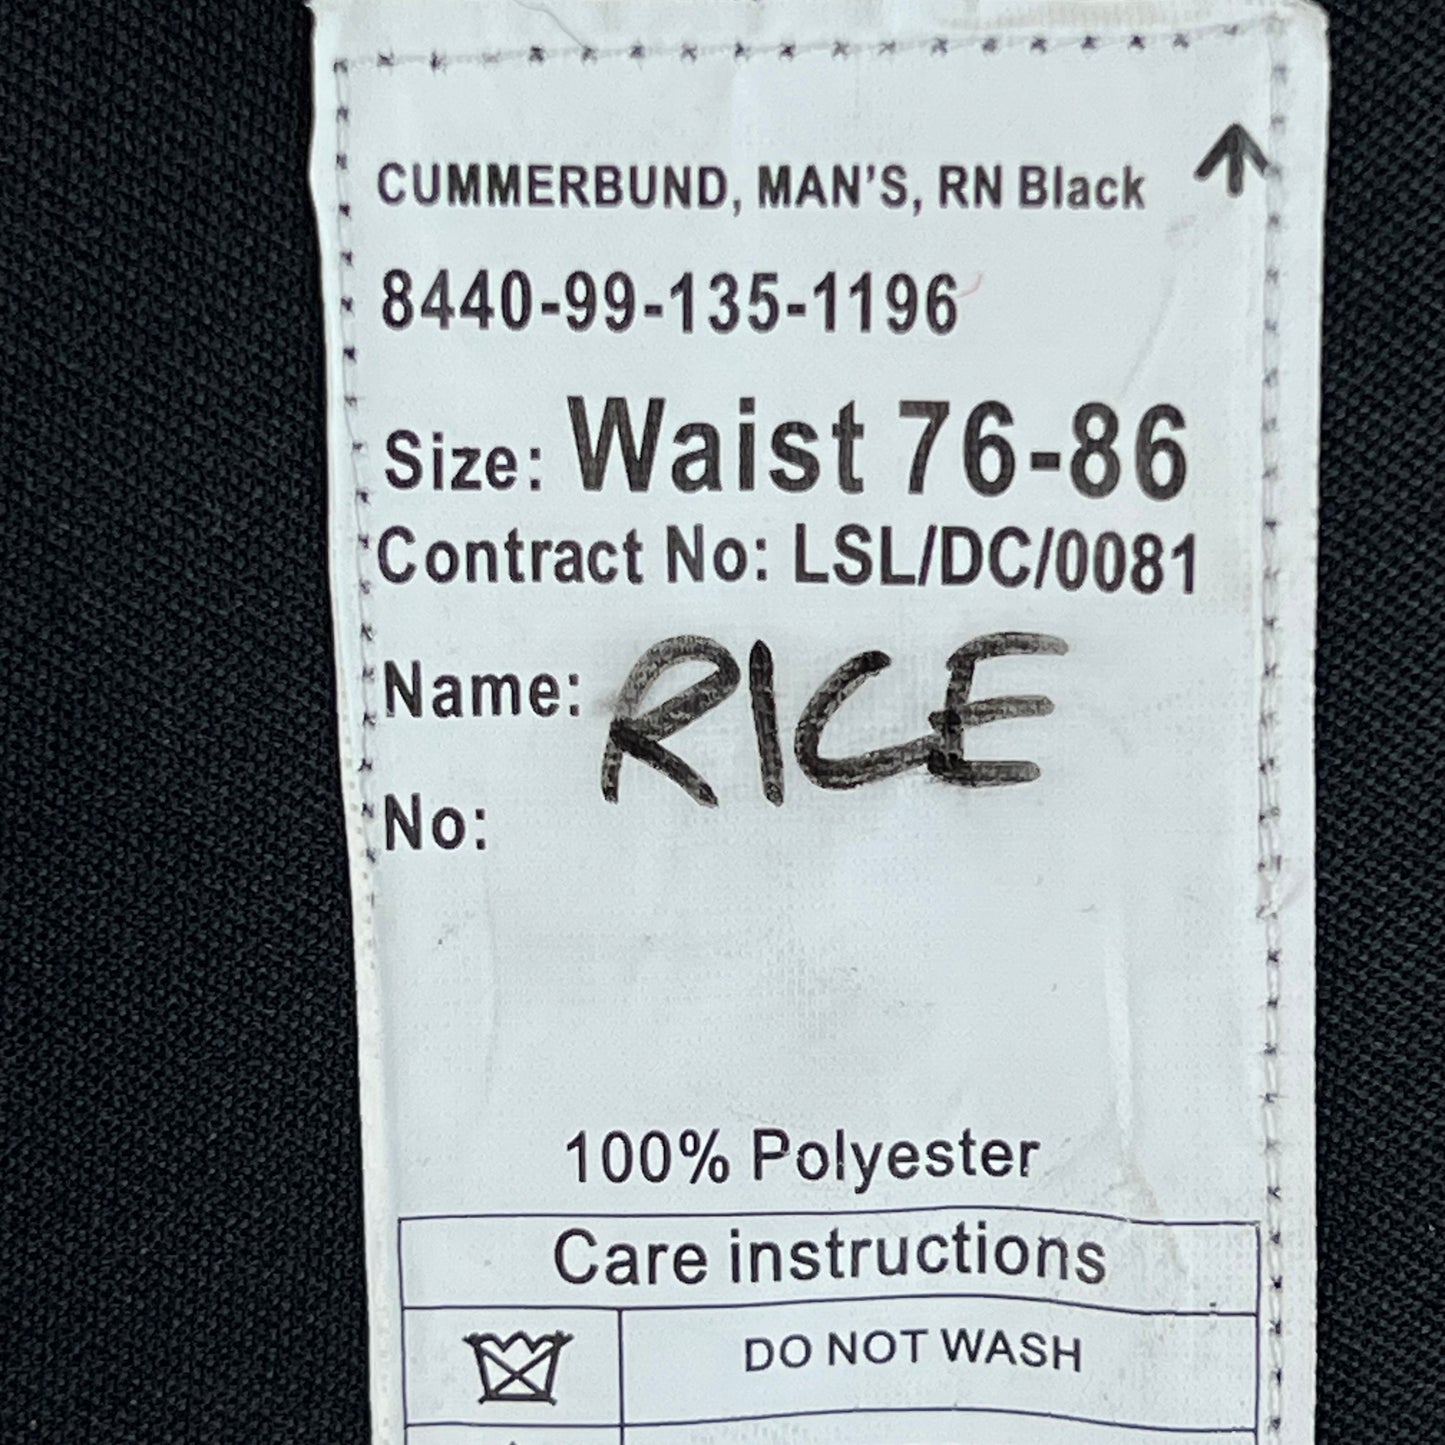 CUMMERBUND, MAN'S, RN Black
8440-99-135-1196
Size: Waist 76-86
Contract No: LSL/DC/0081
Name: RICE
No:
100% Polyester
Care instructions
DO NOT WASH